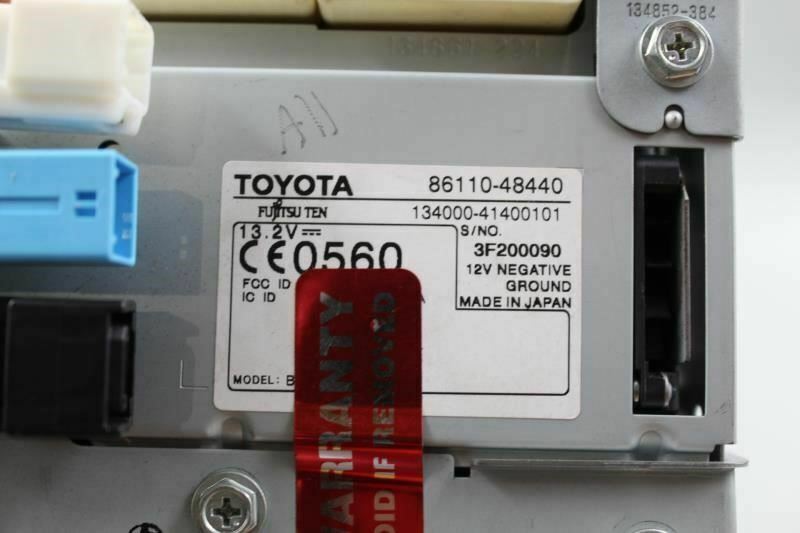 134852-384
TOYOTA 86110-48440
FUJITSU TEN 134000-41400101
13.2V S/NO.
CE0560 3F200090
12V NEGATIVE
FCC ID GROUND
IC ID MADE IN JAPAN
MODEL: B
WARRANTY
OID IF REMOVED